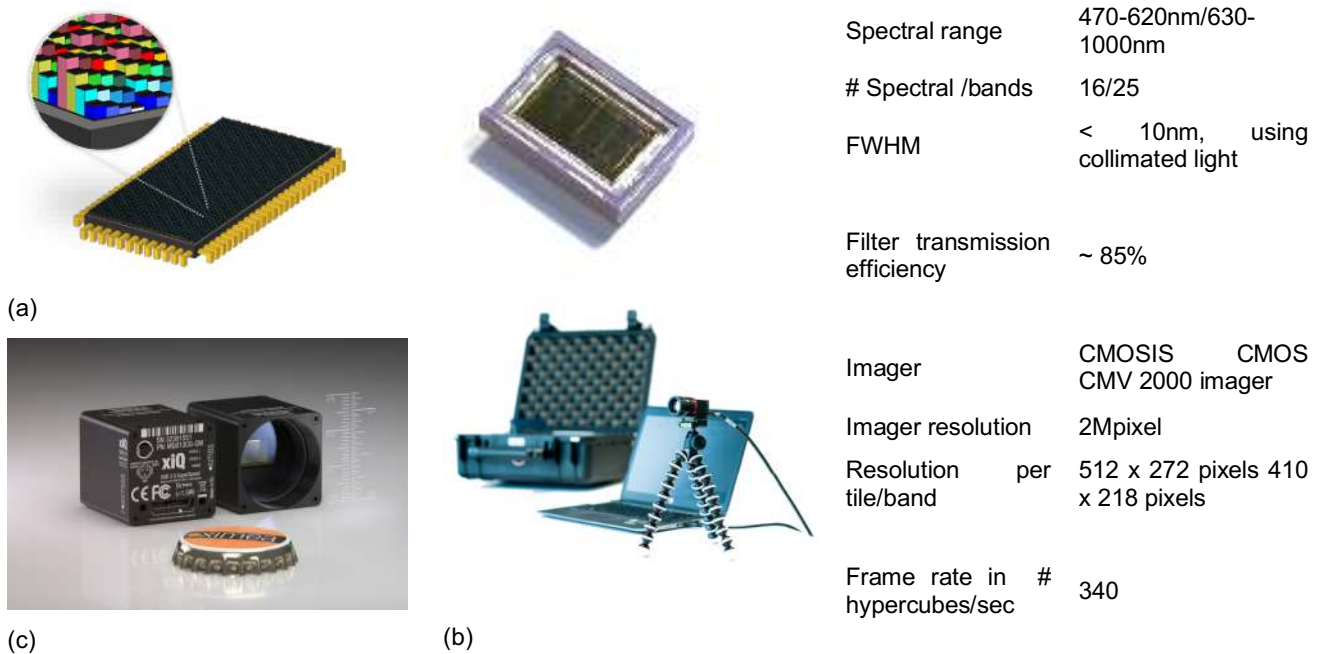 Spectral range
470-620nm/630-
1000nm
# Spectral /bands
16/25
FWHM
< 10nm, using
collimated light
Filter transmission
efficiency
~ 85%
(a)
Imager
CMOSIS CMOS
CMV 2000 imager
Imager resolution
2Mpixel
Resolution per
tile/band
512 x 272 pixels 410
x 218 pixels
Frame rate in #
hypercubes/sec
340
xiQ
CE FC
ximea
(c)
(b)